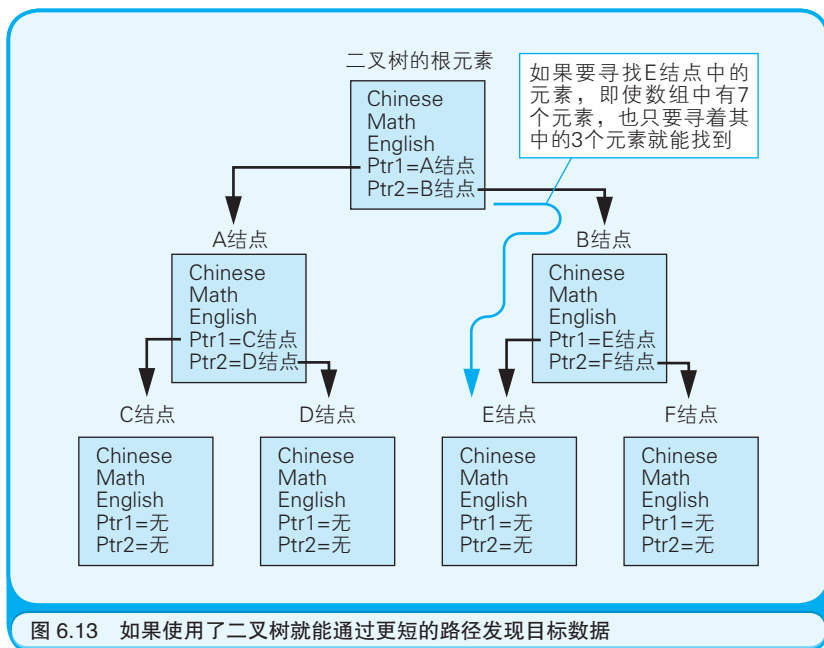 二叉树的根元素
Chinese
Math
English
Ptr1=A结点
Ptr2=B结点
如果要寻找E结点中的
元素，即使数组中有7
个元素，也只要寻着其
中的3个元素就能找到
A结点
Chinese
Math
English
Ptr1=C结点
Ptr2=D结点
B结点
Chinese
Math
English
Ptr1=E结点
Ptr2=F结点
C结点
Chinese
Math
English
Ptr1=无
Ptr2=无
D结点
Chinese
Math
English
Ptr1=无
Ptr2=无
E结点
Chinese
Math
English
Ptr1=无
Ptr2=无
F结点
Chinese
Math
English
Ptr1=无
Ptr2=无
图 6.13 如果使用了二叉树就能通过更短的路径发现目标数据